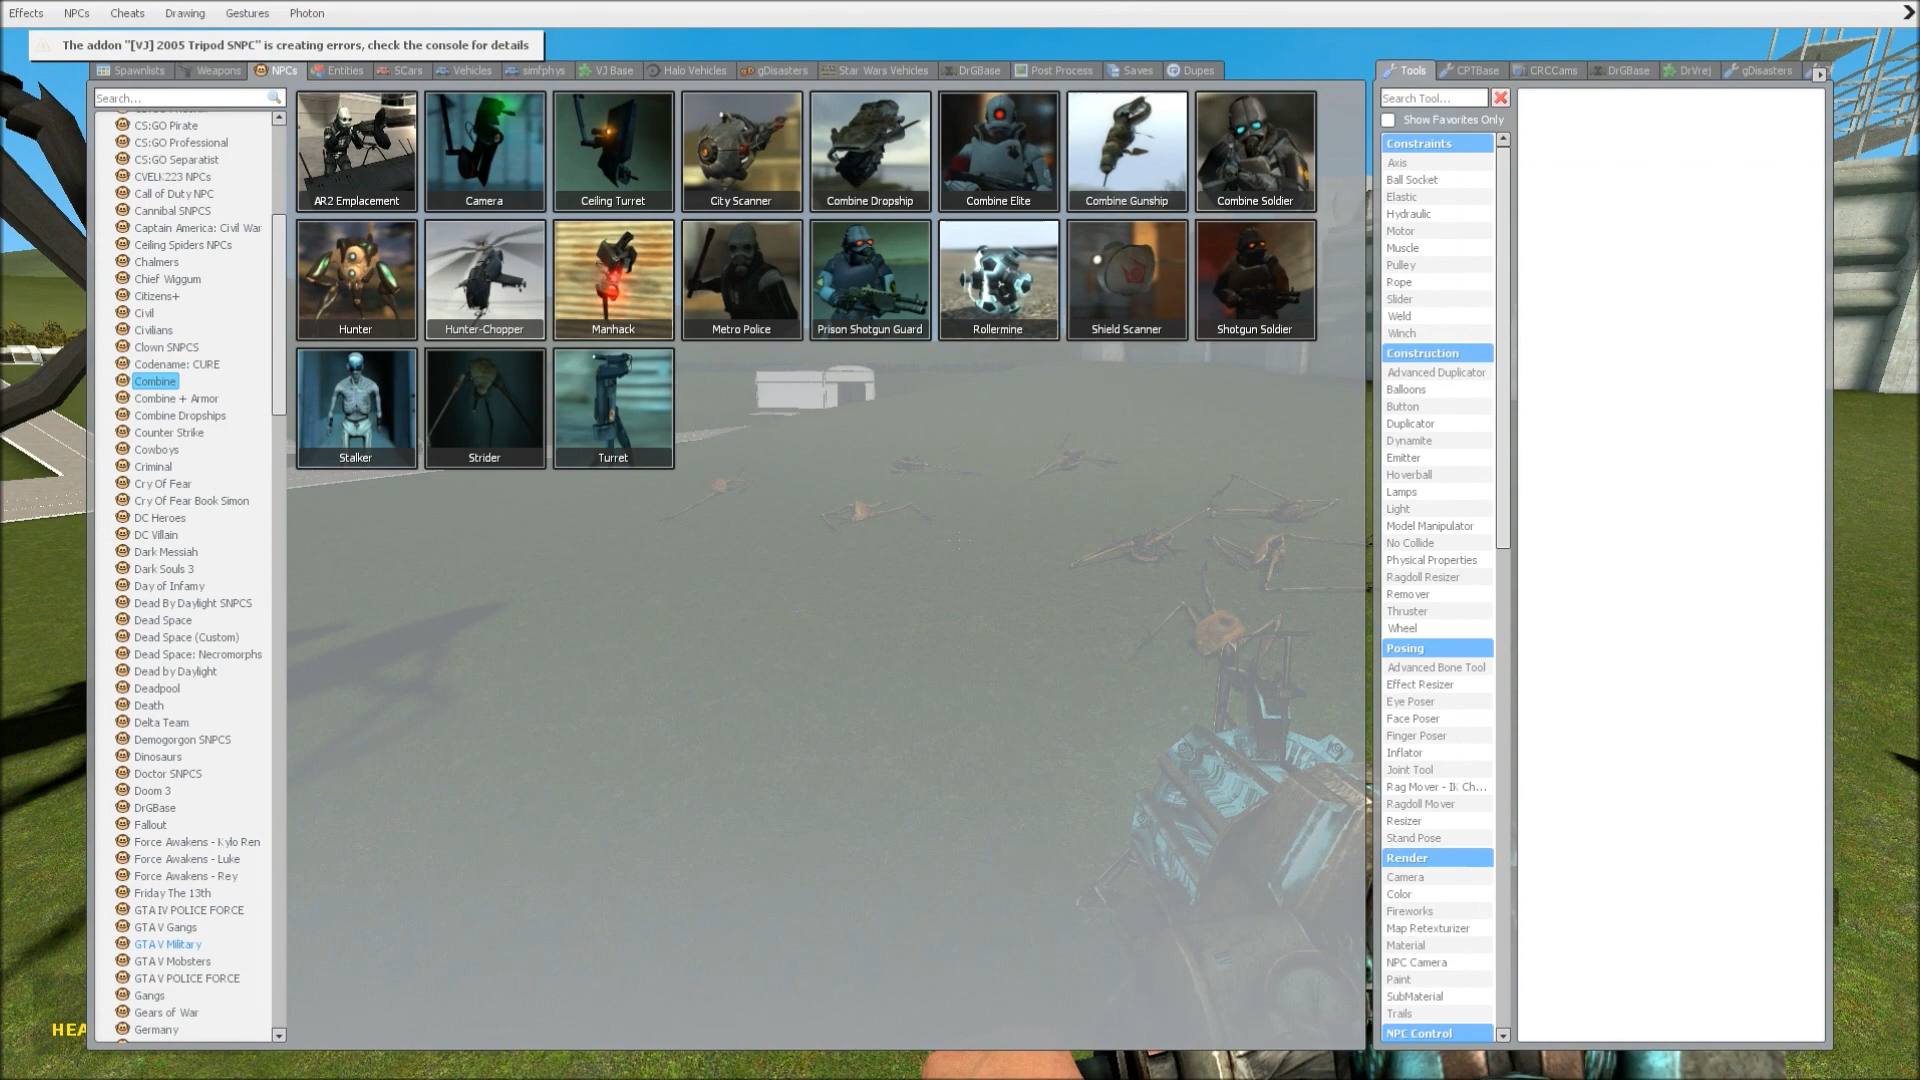 Effects NPCs Cheats Drawing Gestures Photon
The addon "[VJ] 2005 Tripod SNPC" is creating errors, check the console for details
Spawnlists Weapons NPCs Entities SCars Vehicles simfphys VJ Base Halo Vehicles gDisasters Star Wars Vehicles DrGBase Post Process Saves Dupes
Search...
CS:GO Pirate
CS:GO Professional
CS:GO Separatist
CVELK223 NPCs
Call of Duty NPC
Cannibal SNPCS
Captain America: Civil War
Ceiling Spiders NPCs
Chalmers
Chief Wiggum
Citizens+
Civil
Civilians
Clown SNPCS
Codename: CURE
Combine
Combine + Armor
Combine Dropships
Counter Strike
Cowboys
Criminal
Cry Of Fear
Cry Of Fear Book Simon
DC Heroes
DC Villain
Dark Messiah
Dark Souls 3
Day of Infamy
Dead By Daylight SNPCS
Dead Space
Dead Space (Custom)
Dead Space: Necromorphs
Dead by Daylight
Deadpool
Death
Delta Team
Demogorgon SNPCS
Dinosaurs
Doctor SNPCS
Doom 3
DrGBase
Fallout
Force Awakens - Kylo Ren
Force Awakens - Luke
Force Awakens - Rey
Friday The 13th
GTA IV POLICE FORCE
GTA V Gangs
GTA V Military
GTA V Mobsters
GTA V POLICE FORCE
Gangs
Gears of War
Germany
AR2 Emplacement Camera Ceiling Turret City Scanner Combine Dropship Combine Elite Combine Gunship Combine Soldier
Hunter Hunter-Chopper Manhack Metro Police Prison Shotgun Guard Rollermine Shield Scanner Shotgun Soldier
Stalker Strider Turret
Tools CPTBase CRCCams DrGBase DrVrej gDisasters
Search Tool...
Show Favorites Only
Constraints
Axis
Ball Socket
Elastic
Hydraulic
Motor
Muscle
Pulley
Rope
Slider
Weld
Winch
Construction
Advanced Duplicator
Balloons
Button
Duplicator
Dynamite
Emitter
Hoverball
Lamps
Light
Model Manipulator
No Collide
Physical Properties
Ragdoll Resizer
Remover
Thruster
Wheel
Posing
Advanced Bone Tool
Effect Resizer
Eye Poser
Face Poser
Finger Poser
Inflator
Joint Tool
Rag Mover - IK Ch...
Ragdoll Mover
Resizer
Stand Pose
Render
Camera
Color
Fireworks
Map Retexturizer
Material
NPC Camera
Paint
SubMaterial
Trails
NPC Control
HEA